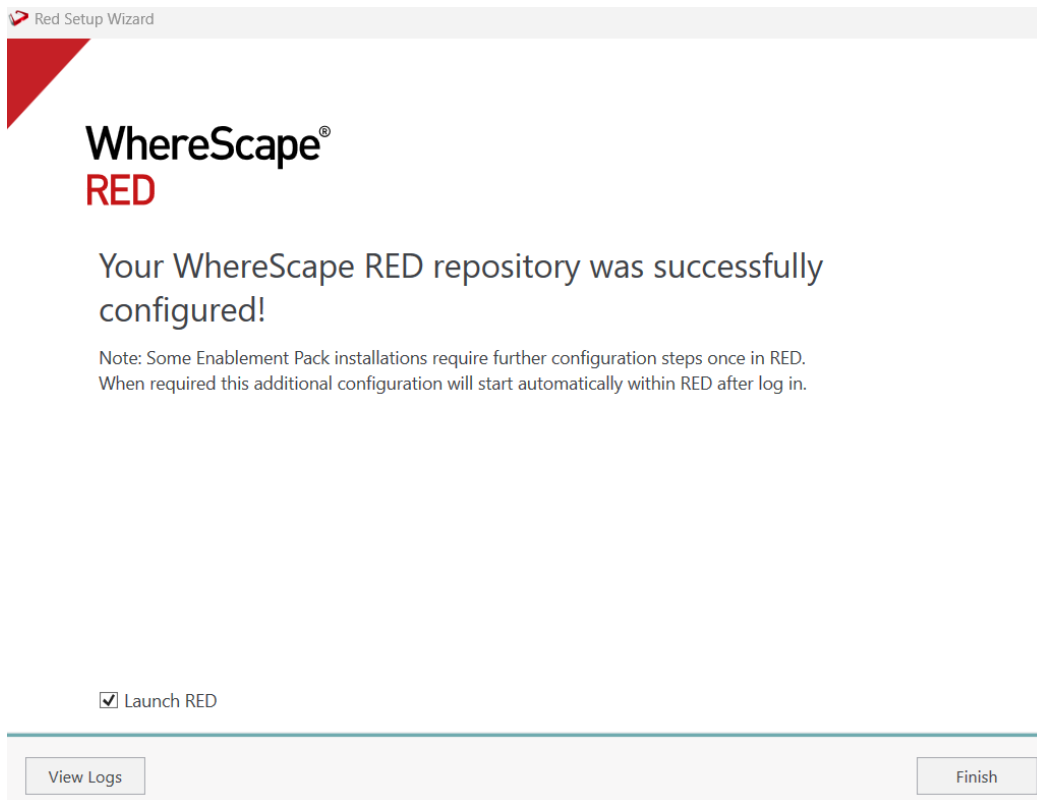 Red Setup Wizard
WhereScape®
RED
Your WhereScape RED repository was successfully
configured!
Note: Some Enablement Pack installations require further configuration steps once in RED.
When required this additional configuration will start automatically within RED after log in.
Launch RED
View Logs
Finish